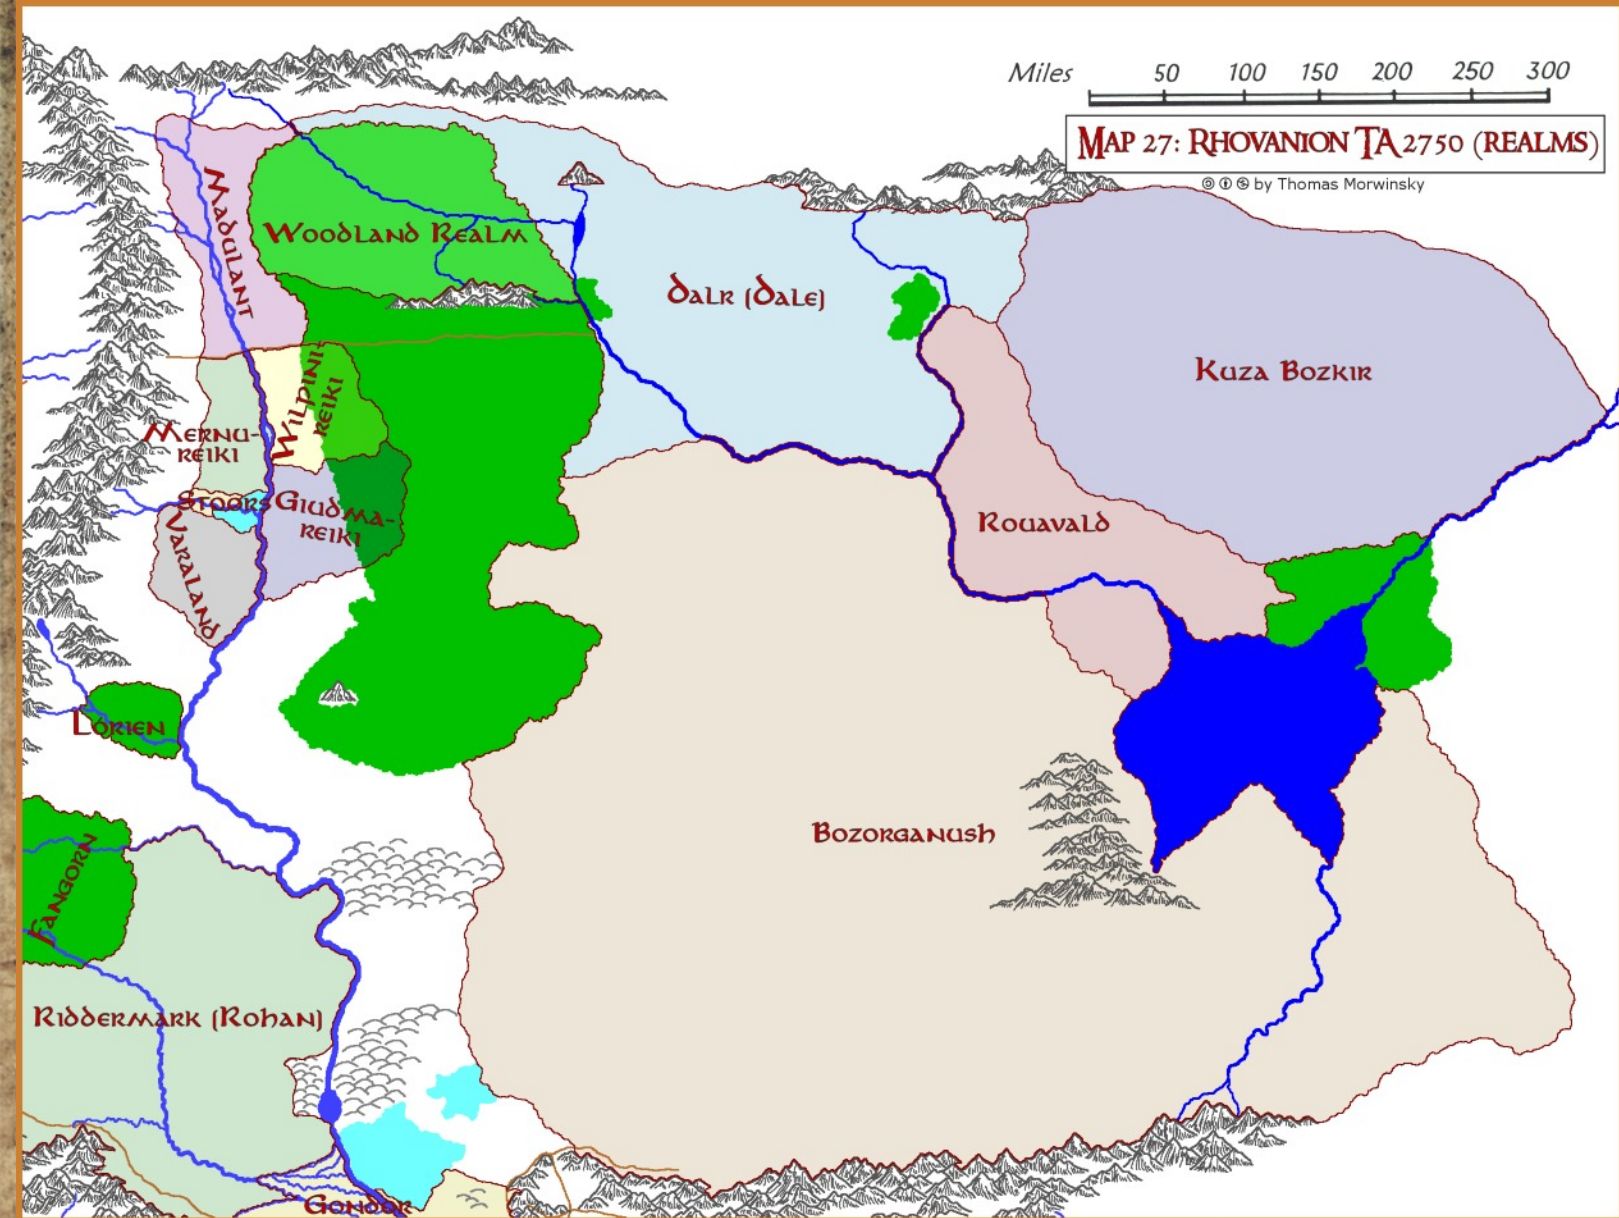 Miles 50 100 150 200 250 300
Map 27: Rhovanion TA 2750 (Realms)
by Thomas Morwinsky
Madulant
Woodland Realm
Dalr (Dale)
Kuza Bozkir
Wilpini-
reiki
Mernu-
reiki
Stoors
Giudma-
reiki
Varaland
Rouavald
Lórien
Bozorganush
Fangorn
Riddermark (Rohan)
Gondor